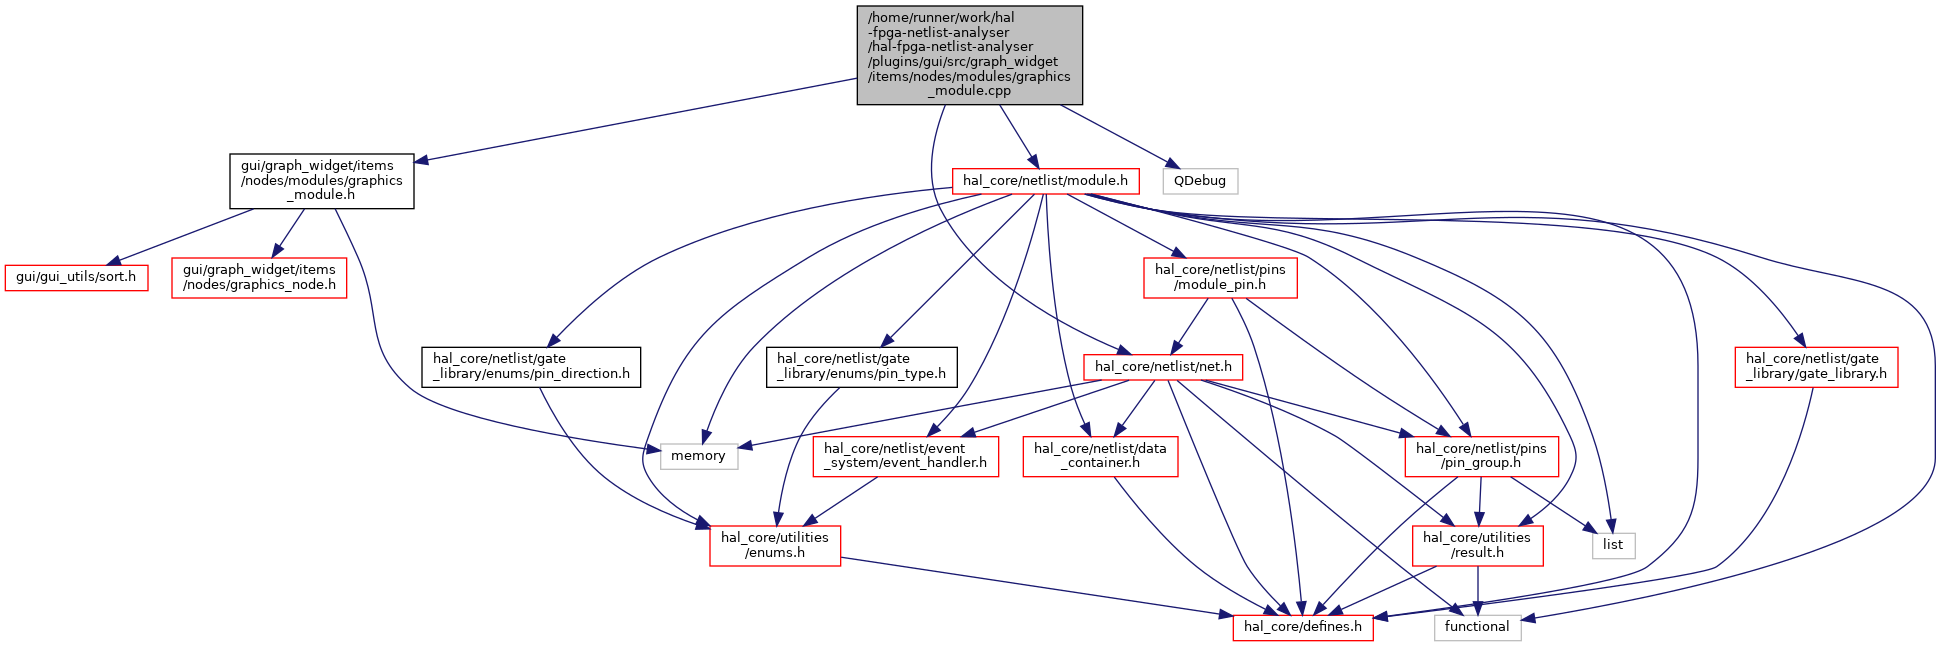 /home/runner/work/hal
-fpga-netlist-analyser
/hal-fpga-netlist-analyser
/plugins/gui/src/graph_widget
/items/nodes/modules/graphics
_module.cpp
gui/graph_widget/items
/nodes/modules/graphics
_module.h
hal_core/netlist/module.h
QDebug
gui/gui_utils/sort.h
gui/graph_widget/items
/nodes/graphics_node.h
hal_core/netlist/pins
/module_pin.h
hal_core/netlist/gate
_library/enums/pin_direction.h
hal_core/netlist/gate
_library/enums/pin_type.h
hal_core/netlist/net.h
hal_core/netlist/gate
_library/gate_library.h
memory
hal_core/netlist/event
_system/event_handler.h
hal_core/netlist/data
_container.h
hal_core/netlist/pins
/pin_group.h
hal_core/utilities
/enums.h
hal_core/utilities
/result.h
list
hal_core/defines.h
functional